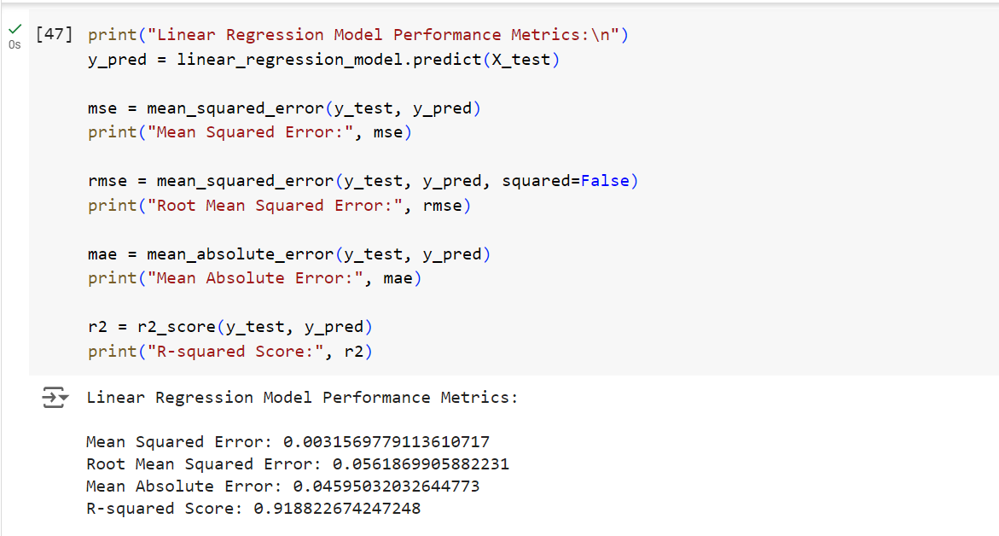 0s
[47] print("Linear Regression Model Performance Metrics:\n")
y_pred = linear_regression_model.predict(X_test)
mse = mean_squared_error(y_test, y_pred)
print("Mean Squared Error:", mse)
rmse = mean_squared_error(y_test, y_pred, squared=False)
print("Root Mean Squared Error:", rmse)
mae = mean_absolute_error(y_test, y_pred)
print("Mean Absolute Error:", mae)
r2 = r2_score(y_test, y_pred)
print("R-squared Score:", r2)
Linear Regression Model Performance Metrics:
Mean Squared Error: 0.0031569779113610717
Root Mean Squared Error: 0.0561869905882231
Mean Absolute Error: 0.04595032032644773
R-squared Score: 0.918822674247248